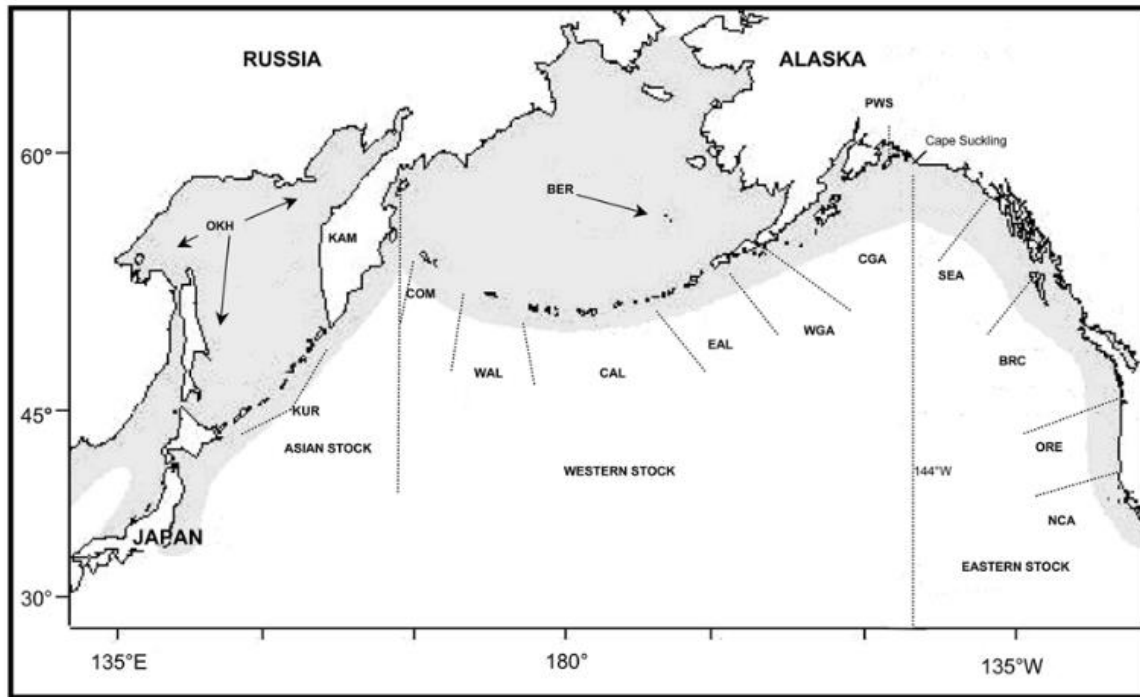 RUSSIA
ALASKA
PWS
Cape Suckling
60°
BER
OKH
KAM
CGA
SEA
COM
WGA
EAL
WAL
CAL
BRC
45°
KUR
ASIAN STOCK
ORE
WESTERN STOCK
144°W
NCA
JAPAN
EASTERN STOCK
30°
135°E
180°
135°W